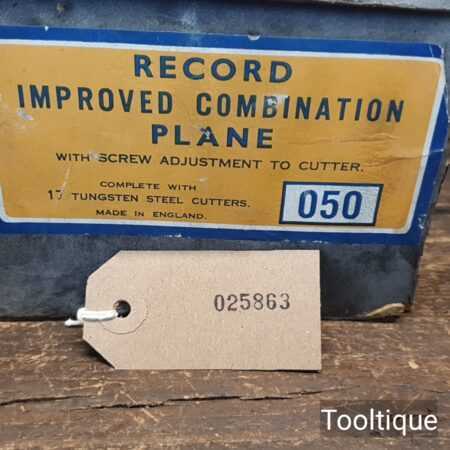 RECORD
IMPROVED COMBINATION
PLANE
WITH SCREW ADJUSTMENT TO CUTTER.
COMPLETE WITH
TUNGSTEN STEEL CUTTERS.
MADE IN ENGLAND.
050
025863
Tooltique